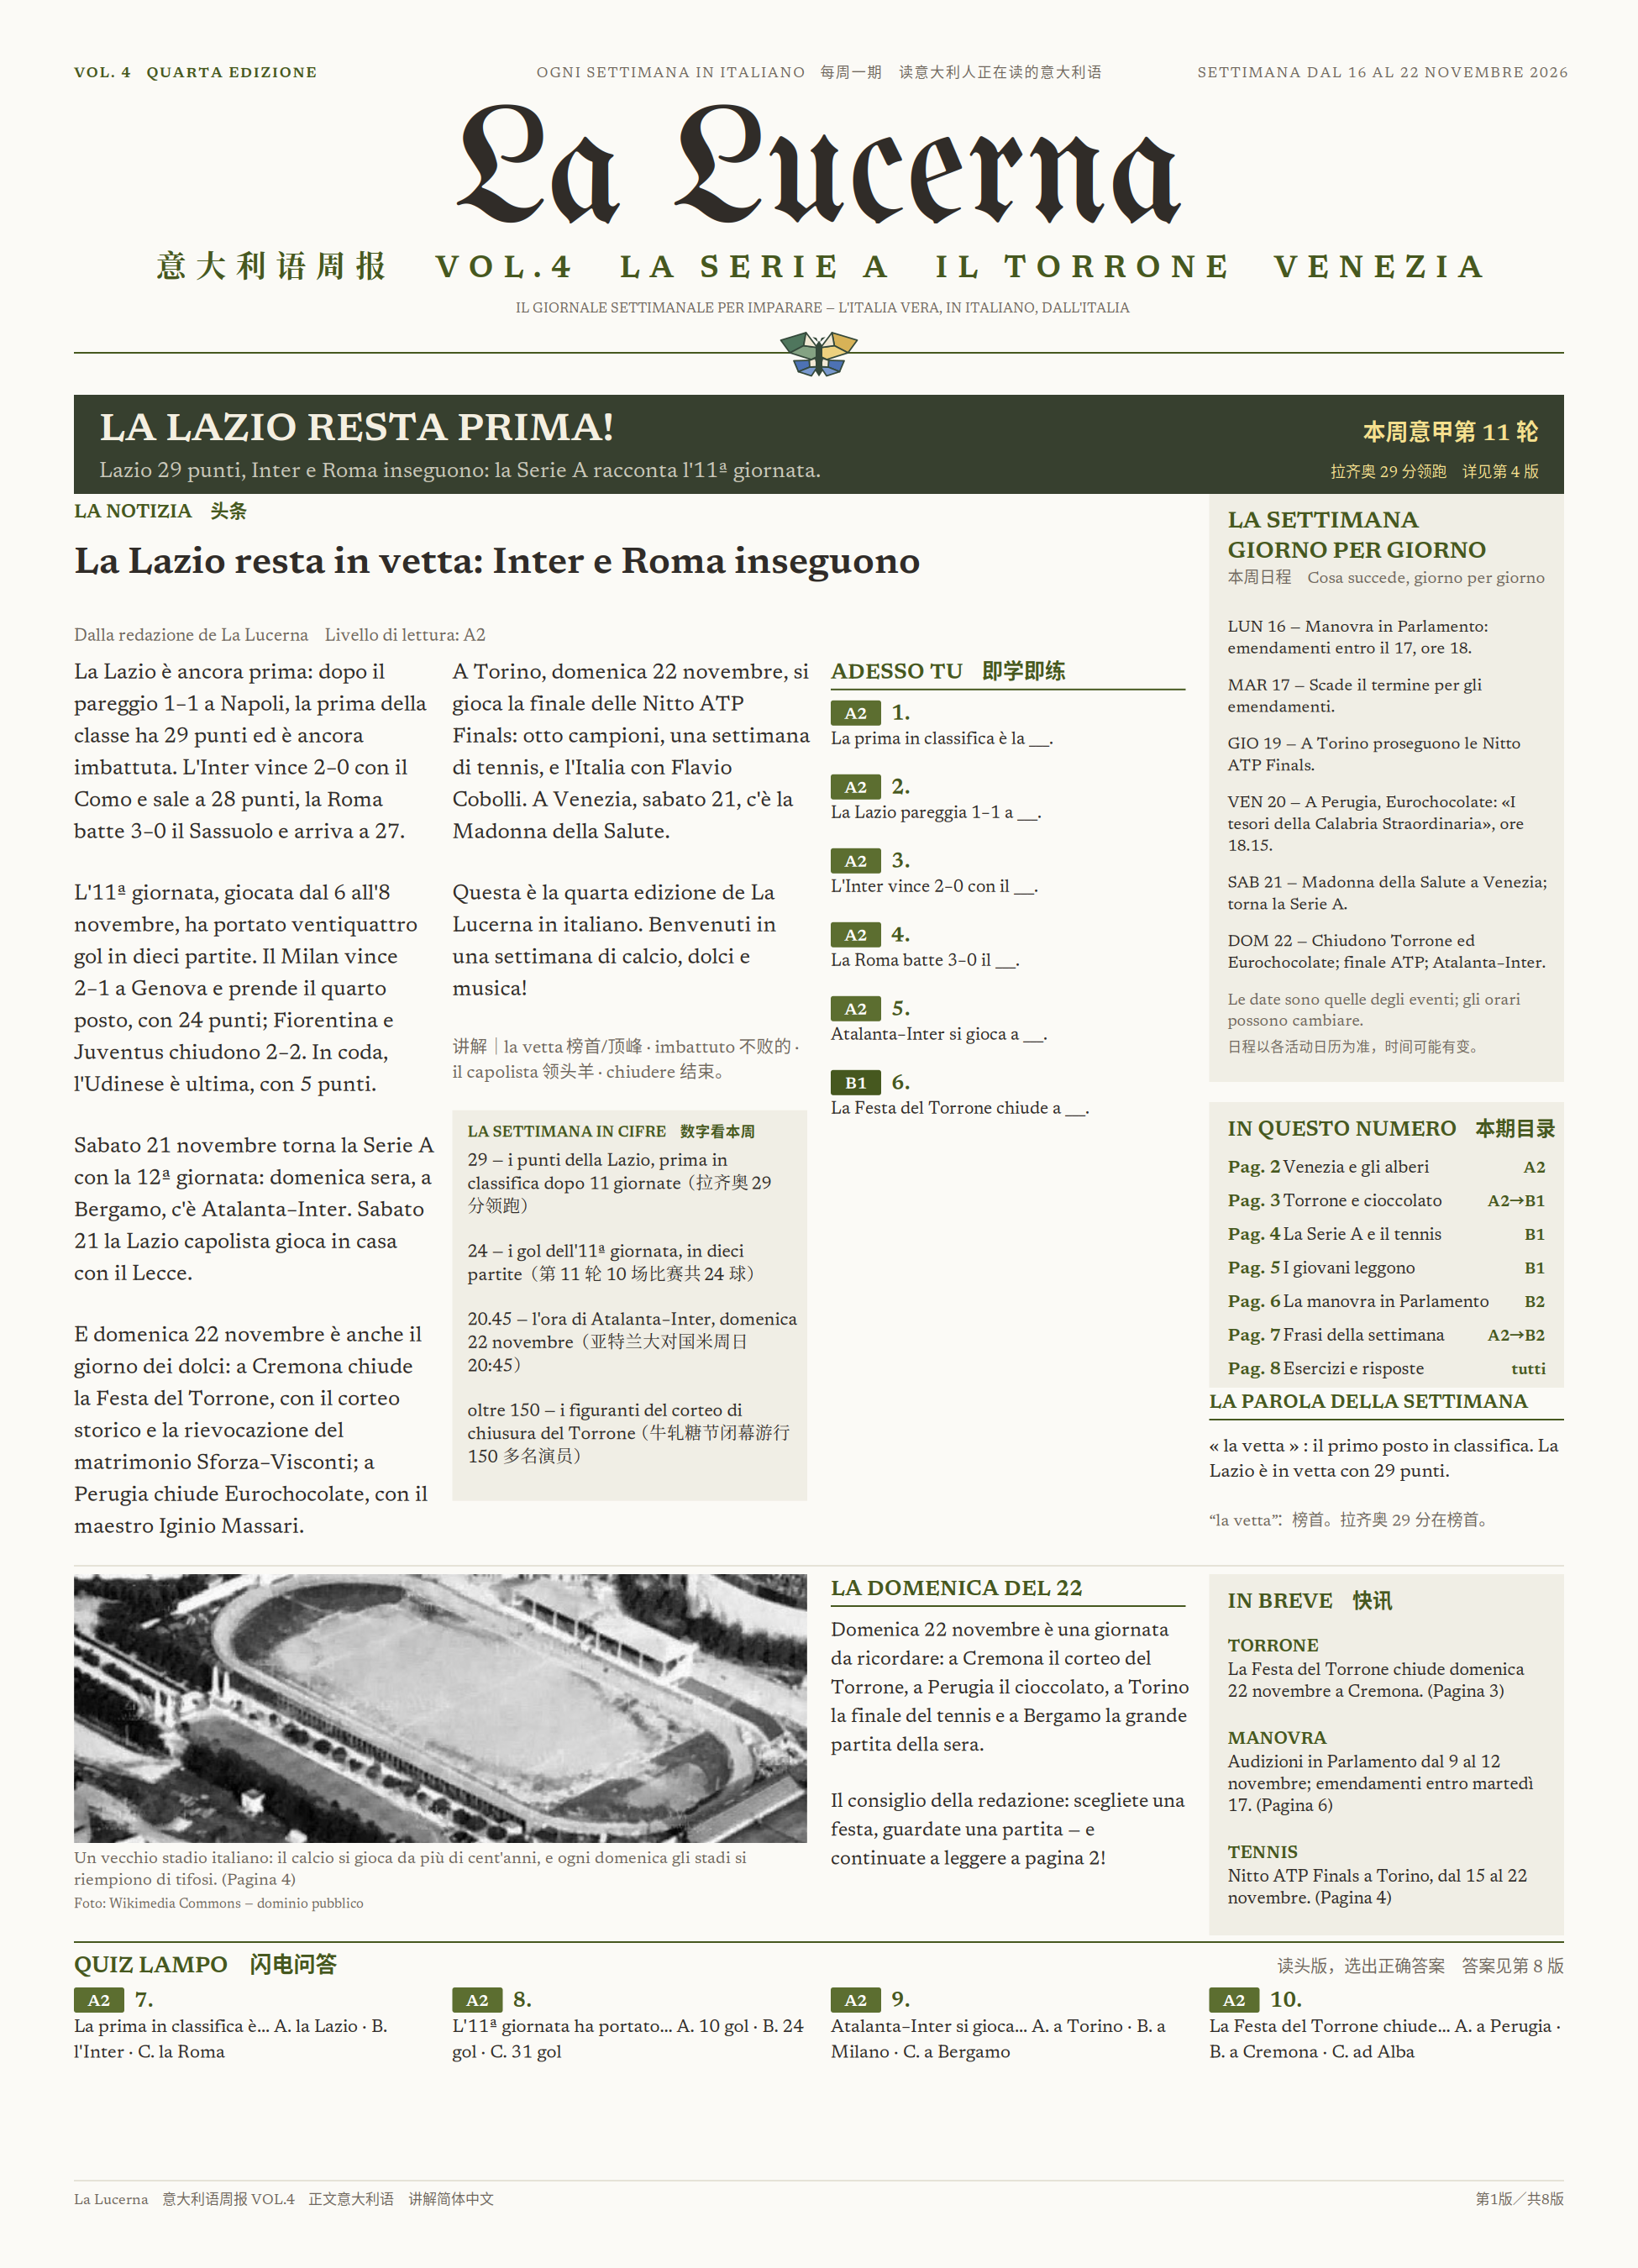 VOL. 4 QUARTA EDIZIONE
OGNI SETTIMANA IN ITALIANO 每周一期 读意大利人正在读的意大利语
SETTIMANA DAL 16 AL 22 NOVEMBRE 2026
La Lucerna
意大利语周报 VOL.4 LA SERIE A IL TORRONE VENEZIA
IL GIORNALE SETTIMANALE PER IMPARARE – L'ITALIA VERA, IN ITALIANO, DALL'ITALIA
LA LAZIO RESTA PRIMA!
Lazio 29 punti, Inter e Roma inseguono: la Serie A racconta l'11ª giornata.
本周意甲第 11 轮
拉齐奥 29 分领跑 详见第 4 版
LA NOTIZIA 头条
La Lazio resta in vetta: Inter e Roma inseguono
Dalla redazione de La Lucerna Livello di lettura: A2
La Lazio è ancora prima: dopo il
pareggio 1–1 a Napoli, la prima della
classe ha 29 punti ed è ancora
imbattuta. L'Inter vince 2–0 con il
Como e sale a 28 punti, la Roma
batte 3–0 il Sassuolo e arriva a 27.
L'11ª giornata, giocata dal 6 all'8
novembre, ha portato ventiquattro
gol in dieci partite. Il Milan vince
2–1 a Genova e prende il quarto
posto, con 24 punti; Fiorentina e
Juventus chiudono 2–2. In coda,
l'Udinese è ultima, con 5 punti.
Sabato 21 novembre torna la Serie A
con la 12ª giornata: domenica sera, a
Bergamo, c'è Atalanta–Inter. Sabato
21 la Lazio capolista gioca in casa
con il Lecce.
E domenica 22 novembre è anche il
giorno dei dolci: a Cremona chiude
la Festa del Torrone, con il corteo
storico e la rievocazione del
matrimonio Sforza–Visconti; a
Perugia chiude Eurochocolate, con il
maestro Iginio Massari.
A Torino, domenica 22 novembre, si
gioca la finale delle Nitto ATP
Finals: otto campioni, una settimana
di tennis, e l'Italia con Flavio
Cobolli. A Venezia, sabato 21, c'è la
Madonna della Salute.
Questa è la quarta edizione de La
Lucerna in italiano. Benvenuti in
una settimana di calcio, dolci e
musica!
讲解｜la vetta 榜首/顶峰 · imbattuto 不败的 ·
il capolista 领头羊 · chiudere 结束。
LA SETTIMANA IN CIFRE 数字看本周
29 – i punti della Lazio, prima in
classifica dopo 11 giornate（拉齐奥 29
分领跑）
24 – i gol dell'11ª giornata, in dieci
partite（第 11 轮 10 场比赛共 24 球）
20.45 – l'ora di Atalanta–Inter, domenica
22 novembre（亚特兰大对国米周日
20:45）
oltre 150 – i figuranti del corteo di
chiusura del Torrone（牛轧糖节闭幕游行
150 多名演员）
ADESSO TU 即学即练
A2 1.
La prima in classifica è la __.
A2 2.
La Lazio pareggia 1–1 a __.
A2 3.
L'Inter vince 2–0 con il __.
A2 4.
La Roma batte 3–0 il __.
A2 5.
Atalanta–Inter si gioca a __.
B1 6.
La Festa del Torrone chiude a __.
LA SETTIMANA
GIORNO PER GIORNO
本周日程 Cosa succede, giorno per giorno
LUN 16 – Manovra in Parlamento:
emendamenti entro il 17, ore 18.
MAR 17 – Scade il termine per gli
emendamenti.
GIO 19 – A Torino proseguono le Nitto
ATP Finals.
VEN 20 – A Perugia, Eurochocolate: «I
tesori della Calabria Straordinaria», ore
18.15.
SAB 21 – Madonna della Salute a Venezia;
torna la Serie A.
DOM 22 – Chiudono Torrone ed
Eurochocolate; finale ATP; Atalanta–Inter.
Le date sono quelle degli eventi; gli orari
possono cambiare.
日程以各活动日历为准，时间可能有变。
IN QUESTO NUMERO 本期目录
Pag. 2 Venezia e gli alberi A2
Pag. 3 Torrone e cioccolato A2→B1
Pag. 4 La Serie A e il tennis B1
Pag. 5 I giovani leggono B1
Pag. 6 La manovra in Parlamento B2
Pag. 7 Frasi della settimana A2→B2
Pag. 8 Esercizi e risposte tutti
LA PAROLA DELLA SETTIMANA
« la vetta » : il primo posto in classifica. La
Lazio è in vetta con 29 punti.
“la vetta”：榜首。拉齐奥 29 分在榜首。
Un vecchio stadio italiano: il calcio si gioca da più di cent'anni, e ogni domenica gli stadi si
riempiono di tifosi. (Pagina 4)
Foto: Wikimedia Commons – dominio pubblico
LA DOMENICA DEL 22
Domenica 22 novembre è una giornata
da ricordare: a Cremona il corteo del
Torrone, a Perugia il cioccolato, a Torino
la finale del tennis e a Bergamo la grande
partita della sera.
Il consiglio della redazione: scegliete una
festa, guardate una partita – e
continuate a leggere a pagina 2!
IN BREVE 快讯
TORRONE
La Festa del Torrone chiude domenica
22 novembre a Cremona. (Pagina 3)
MANOVRA
Audizioni in Parlamento dal 9 al 12
novembre; emendamenti entro martedì
17. (Pagina 6)
TENNIS
Nitto ATP Finals a Torino, dal 15 al 22
novembre. (Pagina 4)
QUIZ LAMPO 闪电问答
读头版，选出正确答案 答案见第 8 版
A2 7.
La prima in classifica è... A. la Lazio · B.
l'Inter · C. la Roma
A2 8.
L'11ª giornata ha portato... A. 10 gol · B. 24
gol · C. 31 gol
A2 9.
Atalanta–Inter si gioca... A. a Torino · B. a
Milano · C. a Bergamo
A2 10.
La Festa del Torrone chiude... A. a Perugia ·
B. a Cremona · C. ad Alba
La Lucerna 意大利语周报 VOL.4 正文意大利语 讲解简体中文
第1版／共8版